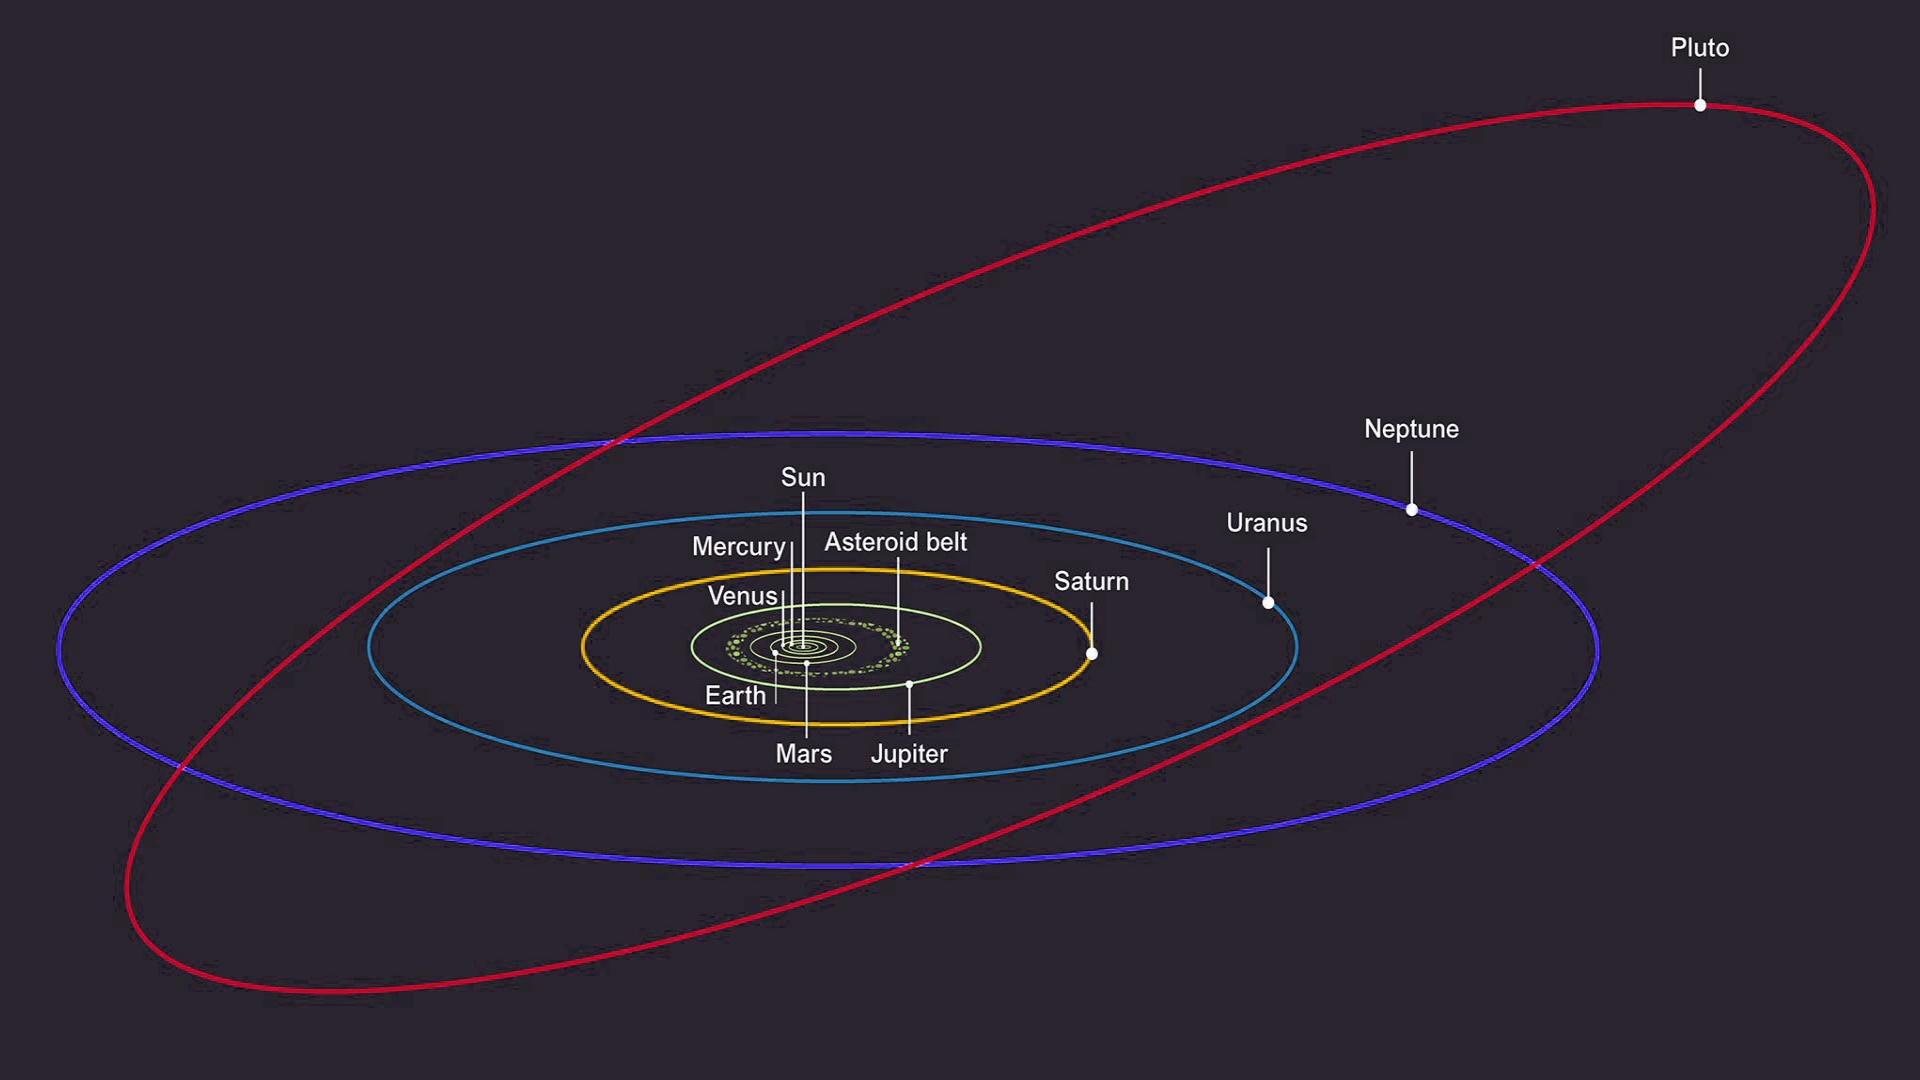 Pluto
Neptune
Sun
Uranus
Mercury
Asteroid belt
Saturn
Venus
Earth
Mars
Jupiter